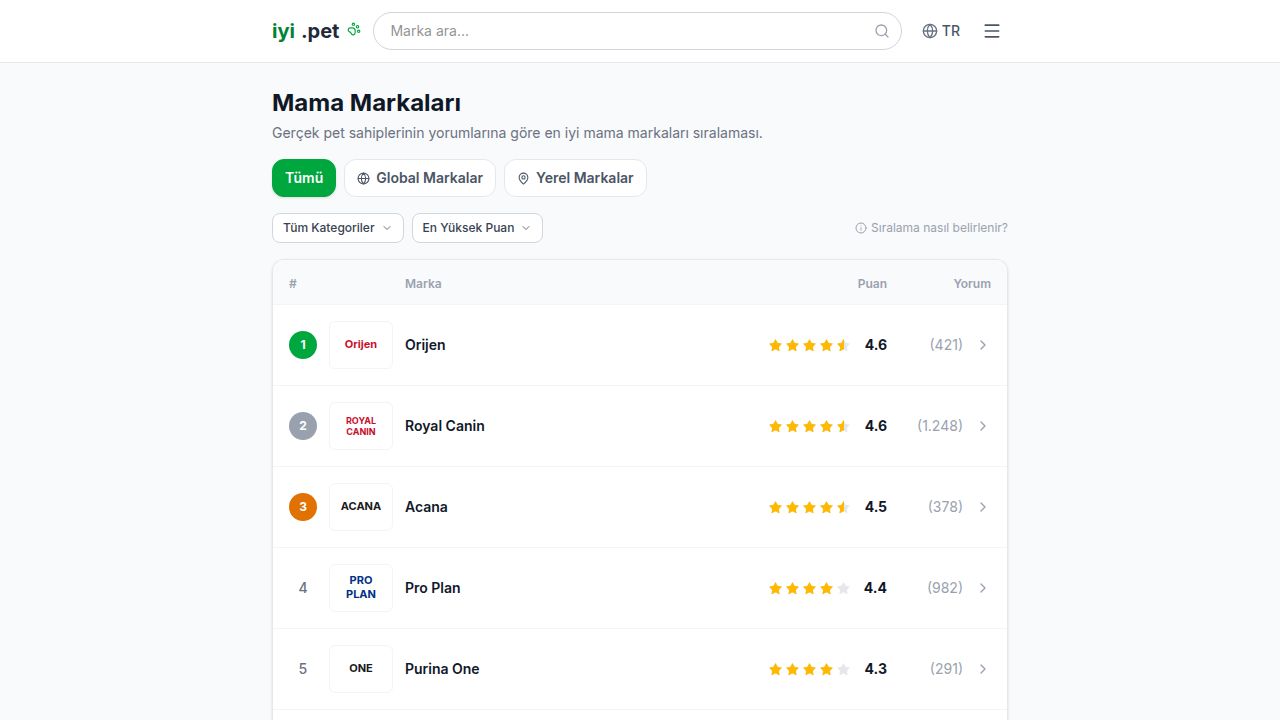 iyi .pet
Marka ara...
TR
Mama Markaları
Gerçek pet sahiplerinin yorumlarına göre en iyi mama markaları sıralaması.
Tümü
Global Markalar
Yerel Markalar
Tüm Kategoriler
En Yüksek Puan
Sıralama nasıl belirlenir?
# Marka Puan Yorum
1 Orijen Orijen 4.6 (421)
2 ROYAL
CANIN Royal Canin 4.6 (1.248)
3 ACANA Acana 4.5 (378)
4 PRO
PLAN Pro Plan 4.4 (982)
5 ONE Purina One 4.3 (291)